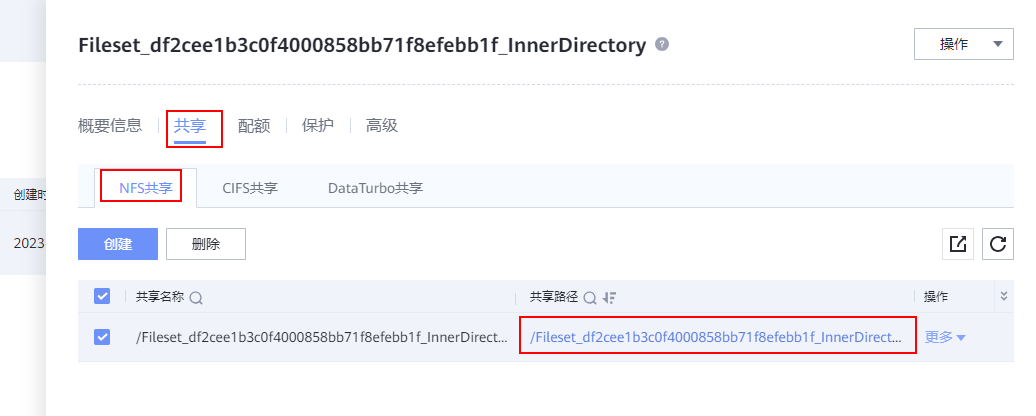 Fileset_df2cee1b3c0f4000858bb71f8efebb1f_InnerDirectory ?
操作
概要信息 共享 配额 保护 高级
NFS共享 CIFS共享 DataTurbo共享
创建时
创建 删除
2023
共享名称 共享路径 操作
/Fileset_df2cee1b3c0f4000858bb71f8efebb1f_InnerDirect... /Fileset_df2cee1b3c0f4000858bb71f8efebb1f_InnerDirect... 更多